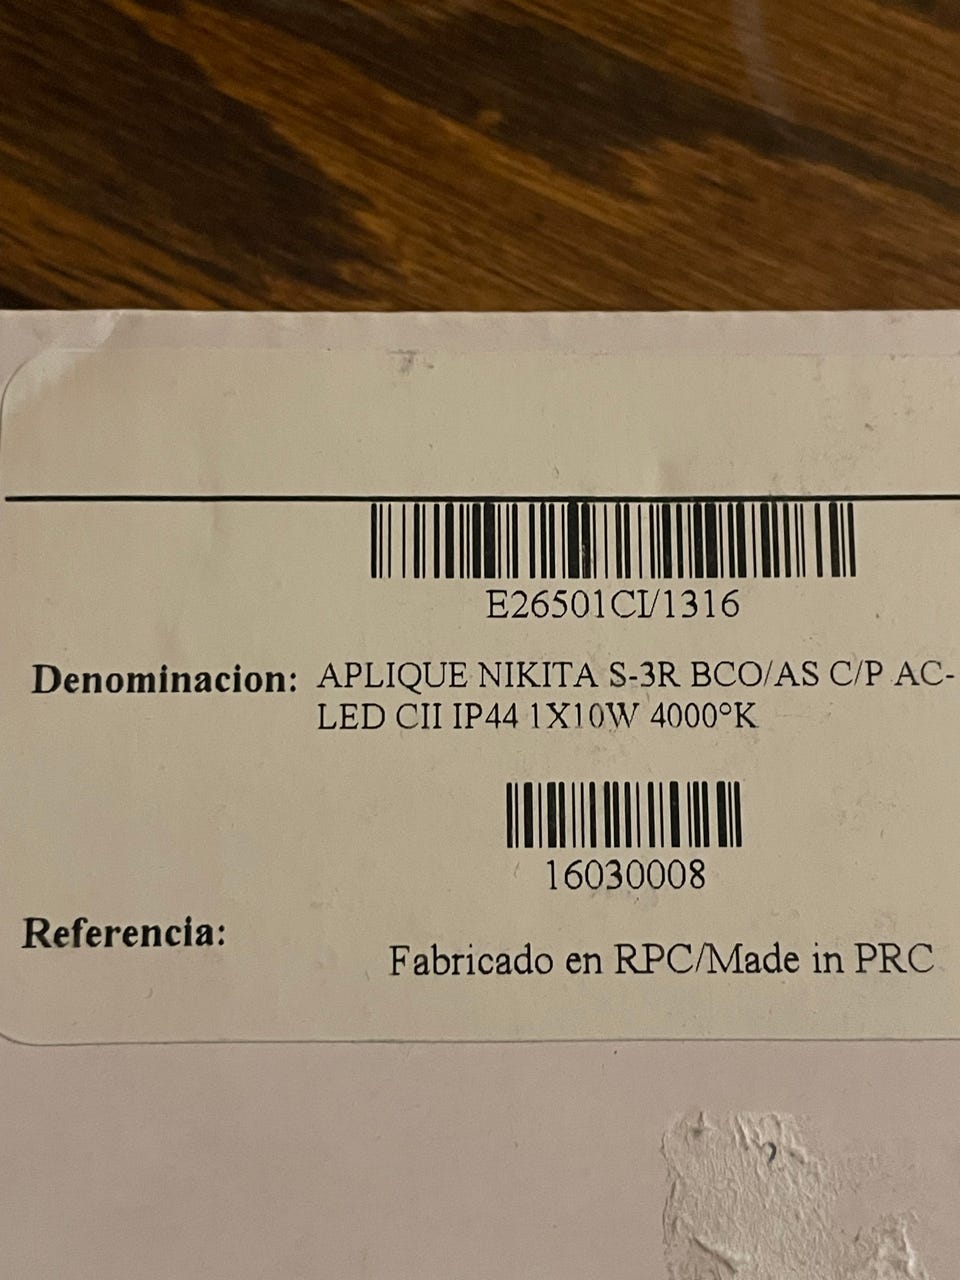 E26501CI/1316
Denominacion: APLIQUE NIKITA S-3R BCO/AS C/P AC-
LED CII IP44 1X10W 4000°K
16030008
Referencia:
Fabricado en RPC/Made in PRC